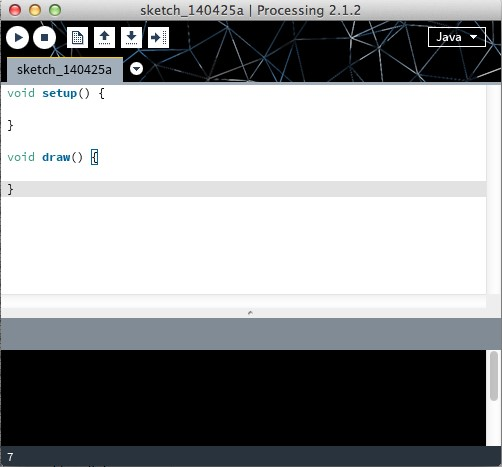 sketch_140425a | Processing 2.1.2
Java
sketch_140425a
void setup() {
}
void draw() {
}
7